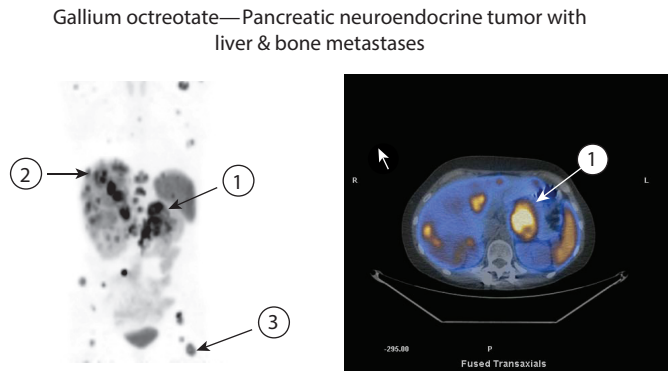 Gallium octreotate—Pancreatic neuroendocrine tumor with
liver & bone metastases
1
2
1
3
R
L
-295.00
P
Fused Transaxials